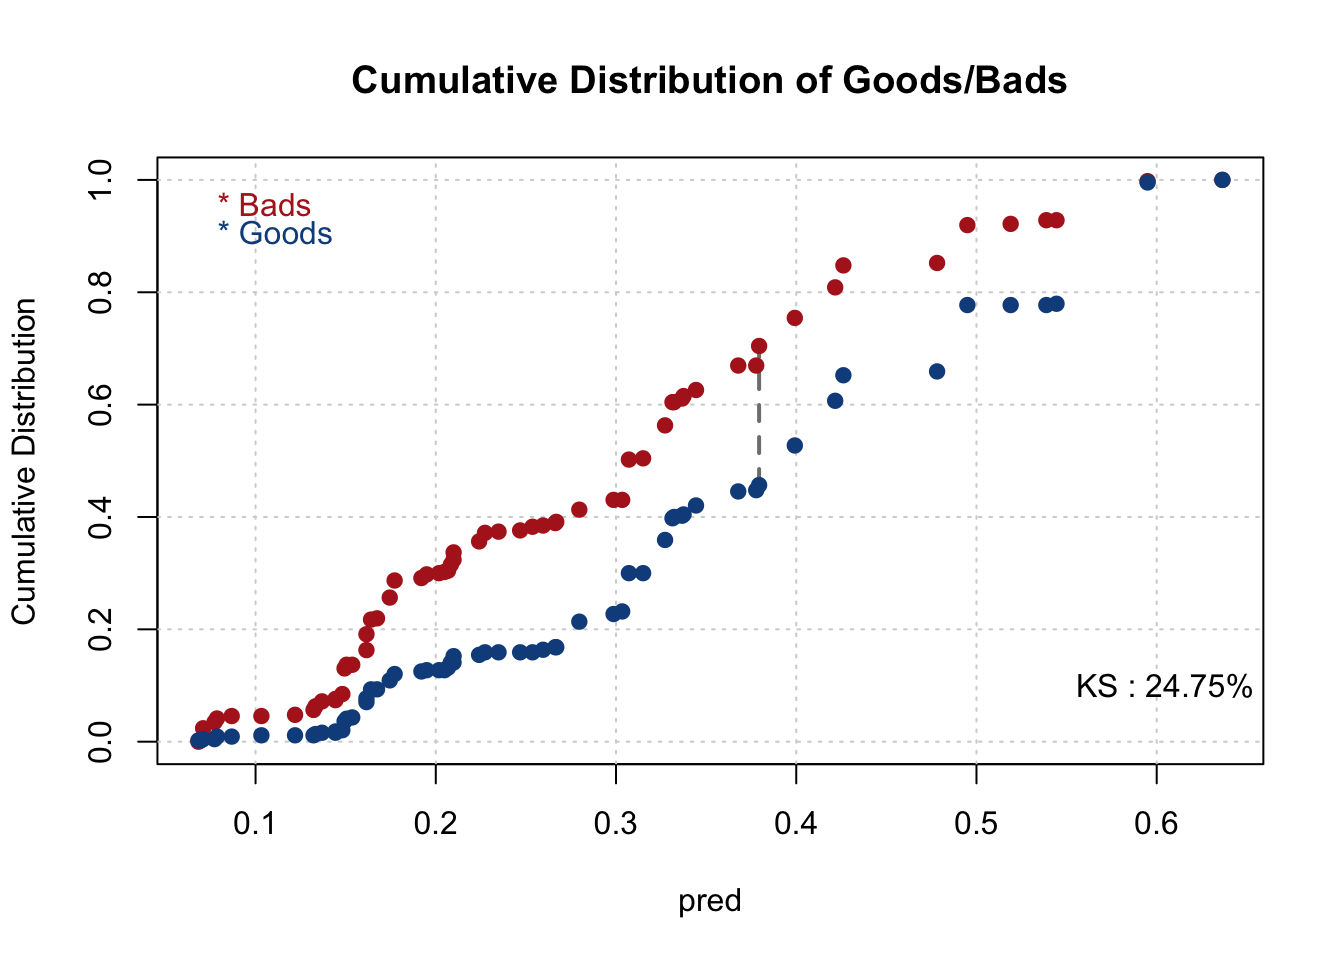 Cumulative Distribution of Goods/Bads
* Bads
* Goods
KS : 24.75%
Cumulative Distribution
0.0
0.2
0.4
0.6
0.8
1.0
0.1 0.2 0.3 0.4 0.5 0.6
pred